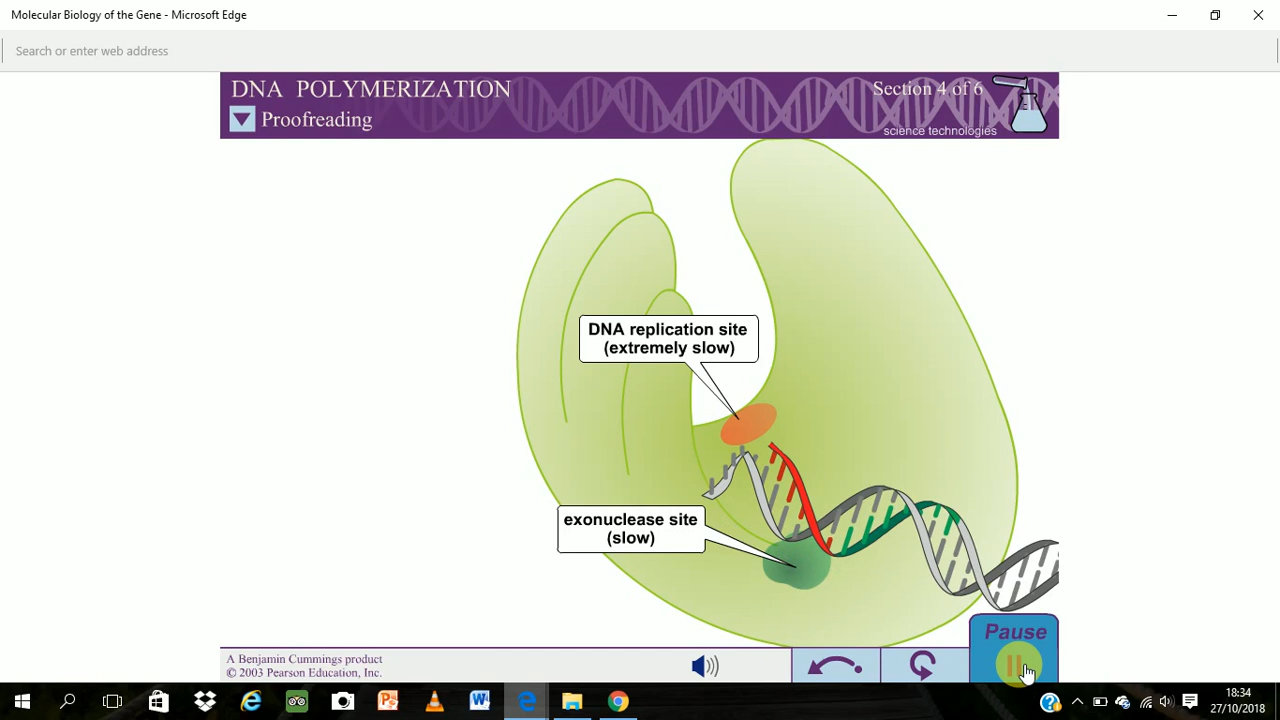 Molecular Biology of the Gene - Microsoft Edge
Search or enter web address
DNA POLYMERIZATION
Section 4 of 6
Proofreading
science technologies
DNA replication site
(extremely slow)
exonuclease site
(slow)
Pause
A Benjamin Cummings product
© 2003 Pearson Education, Inc.
18:34
27/10/2018